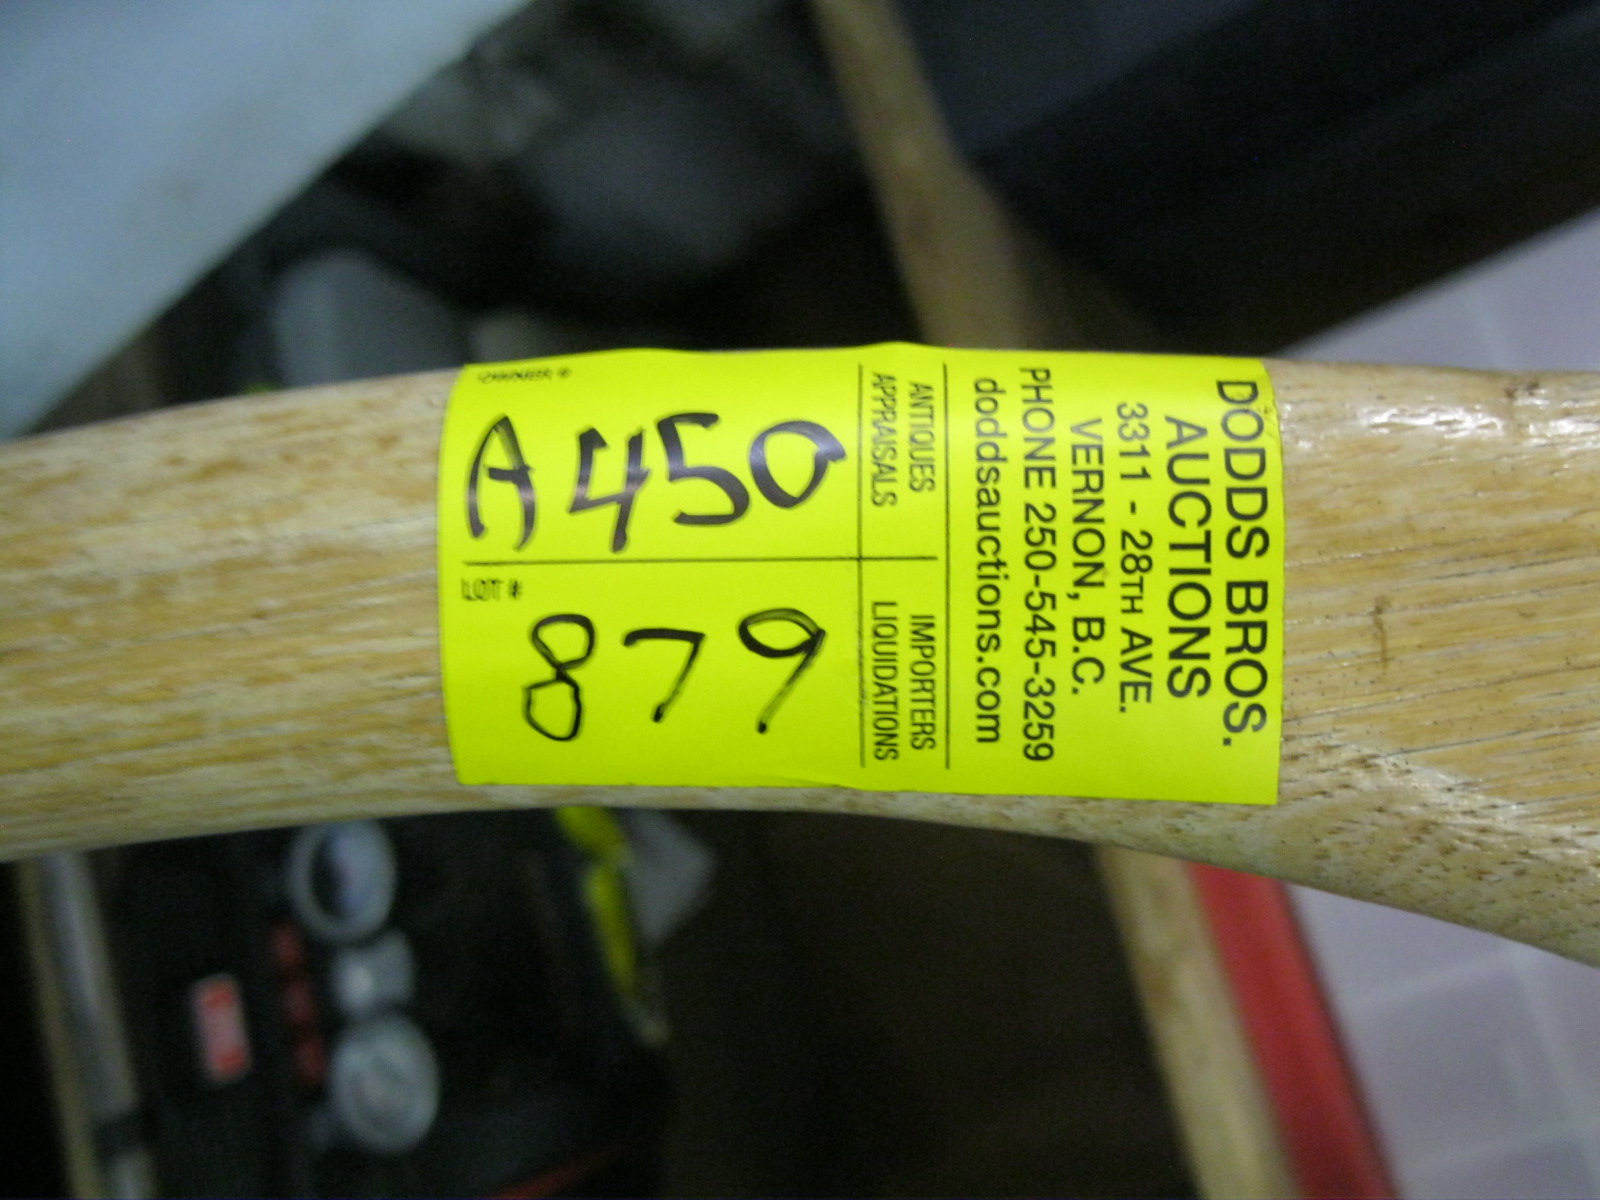 DODDS BROS.
AUCTIONS
3311 - 28TH AVE.
VERNON, B.C.
PHONE 250-545-3259
doddsauctions.com
ANTIQUES
APPRAISALS
IMPORTERS
LIQUIDATIONS
A450
LOT #
879